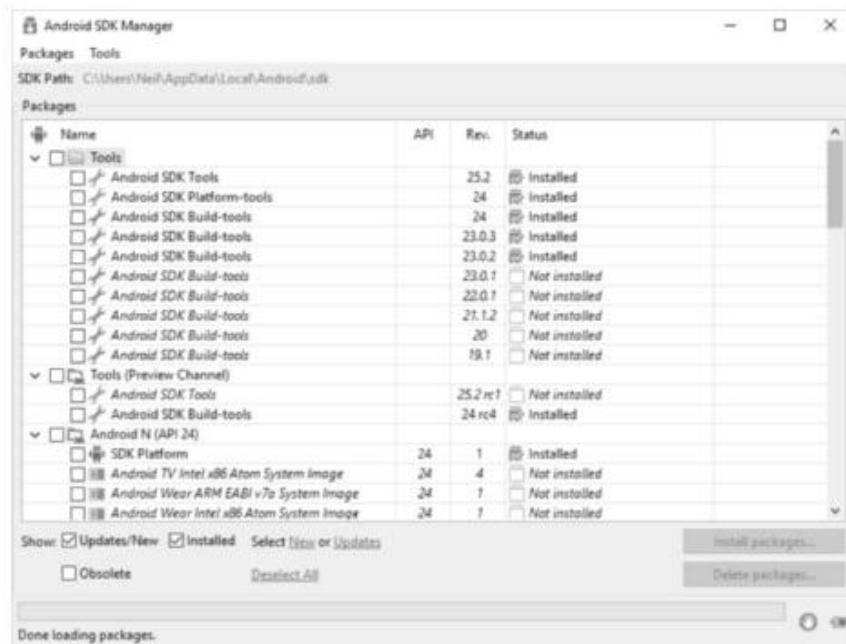 Android SDK Manager
Packages Tools
SDK Path: C:\Users\Neil\AppData\Local\Android\sdk
Packages
Name API Rev. Status
Tools
Android SDK Tools 25.2 Installed
Android SDK Platform-tools 24 Installed
Android SDK Build-tools 24 Installed
Android SDK Build-tools 23.0.3 Installed
Android SDK Build-tools 23.0.2 Installed
Android SDK Build-tools 23.0.1 Not installed
Android SDK Build-tools 22.0.1 Not installed
Android SDK Build-tools 21.1.2 Not installed
Android SDK Build-tools 20 Not installed
Android SDK Build-tools 19.1 Not installed
Tools (Preview Channel)
Android SDK Tools 25.2 rc1 Not installed
Android SDK Build-tools 24 rc4 Installed
Android N (API 24)
SDK Platform 24 1 Installed
Android TV Intel x86 Atom System Image 24 4 Not installed
Android Wear ARM EABI v7a System Image 24 1 Not installed
Android Wear Intel x86 Atom System Image 24 1 Not installed
Show: Updates/New Installed Select New or Updates Install packages...
Obsolete Deselect All Delete packages...
Done loading packages.